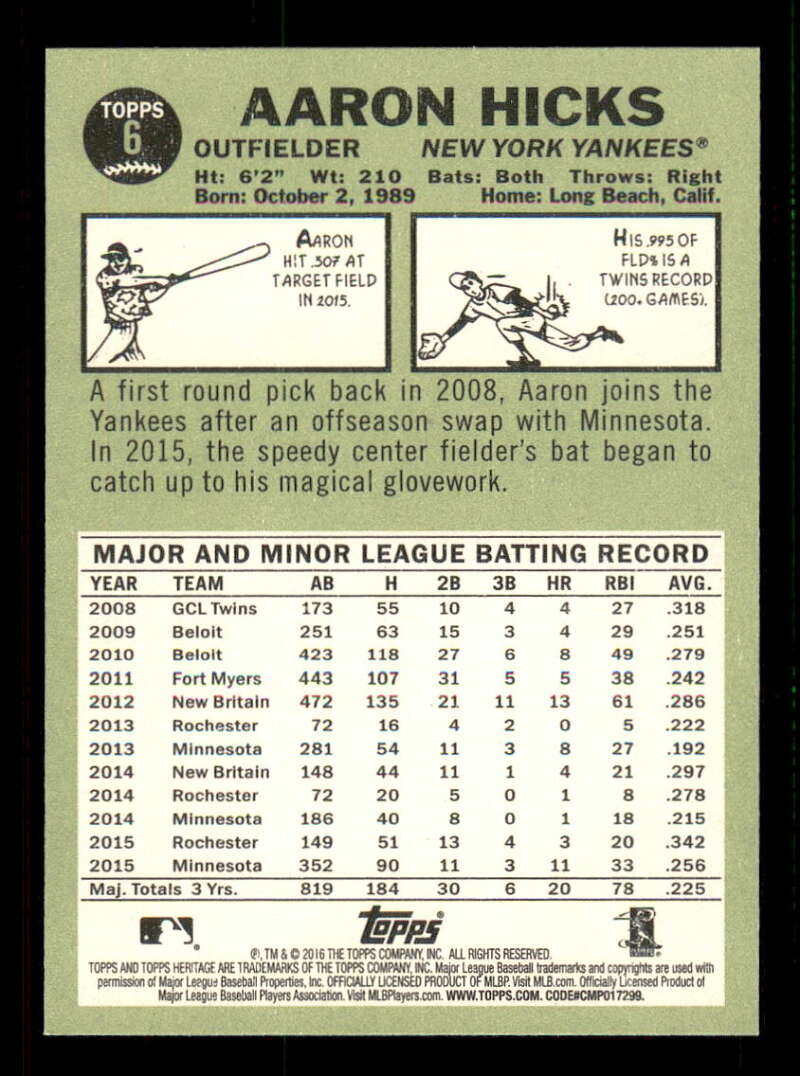 TOPPS
6
AARON HICKS
OUTFIELDER NEW YORK YANKEES®
Ht: 6'2" Wt: 210 Bats: Both Throws: Right
Born: October 2, 1989 Home: Long Beach, Calif.
AARON
HIT .307 AT
TARGET FIELD
IN 2015.
HIS .995 OF
FLD% IS A
TWINS RECORD
(200+ GAMES).
A first round pick back in 2008, Aaron joins the
Yankees after an offseason swap with Minnesota.
In 2015, the speedy center fielder's bat began to
catch up to his magical glovework.
MAJOR AND MINOR LEAGUE BATTING RECORD
YEAR TEAM AB H 2B 3B HR RBI AVG.
2008 GCL Twins 173 55 10 4 4 27 .318
2009 Beloit 251 63 15 3 4 29 .251
2010 Beloit 423 118 27 6 8 49 .279
2011 Fort Myers 443 107 31 5 5 38 .242
2012 New Britain 472 135 21 11 13 61 .286
2013 Rochester 72 16 4 2 0 5 .222
2013 Minnesota 281 54 11 3 8 27 .192
2014 New Britain 148 44 11 1 4 21 .297
2014 Rochester 72 20 5 0 1 8 .278
2014 Minnesota 186 40 8 0 1 18 .215
2015 Rochester 149 51 13 4 3 20 .342
2015 Minnesota 352 90 11 3 11 33 .256
Maj. Totals 3 Yrs. 819 184 30 6 20 78 .225
topps®
℗, TM & © 2016 THE TOPPS COMPANY, INC. ALL RIGHTS RESERVED.
TOPPS AND TOPPS HERITAGE ARE TRADEMARKS OF THE TOPPS COMPANY, INC. Major League Baseball trademarks and copyrights are used with
permission of Major League Baseball Properties, Inc. OFFICIALLY LICENSED PRODUCT OF MLBP. Visit MLB.com. Officially Licensed Product of
Major League Baseball Players Association. Visit MLBPlayers.com. WWW.TOPPS.COM. CODE#CMP017299.